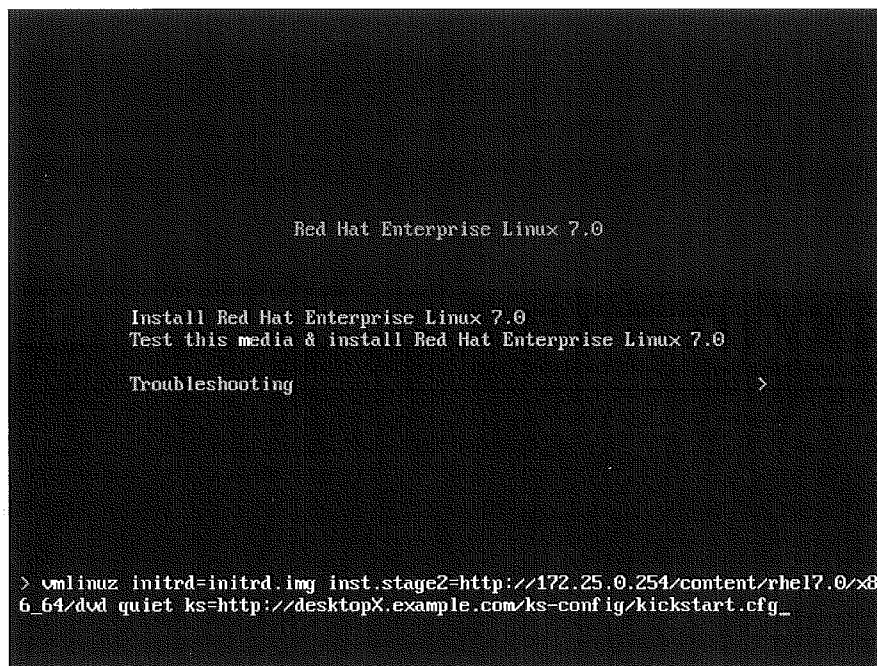 Red Hat Enterprise Linux 7.0
Install Red Hat Enterprise Linux 7.0
Test this media & install Red Hat Enterprise Linux 7.0
Troubleshooting >
> vmlinuz initrd=initrd.img inst.stage2=http://172.25.0.254/content/rhel7.0/x8
6_64/dvd quiet ks=http://desktopX.example.com/ks-config/kickstart.cfg_